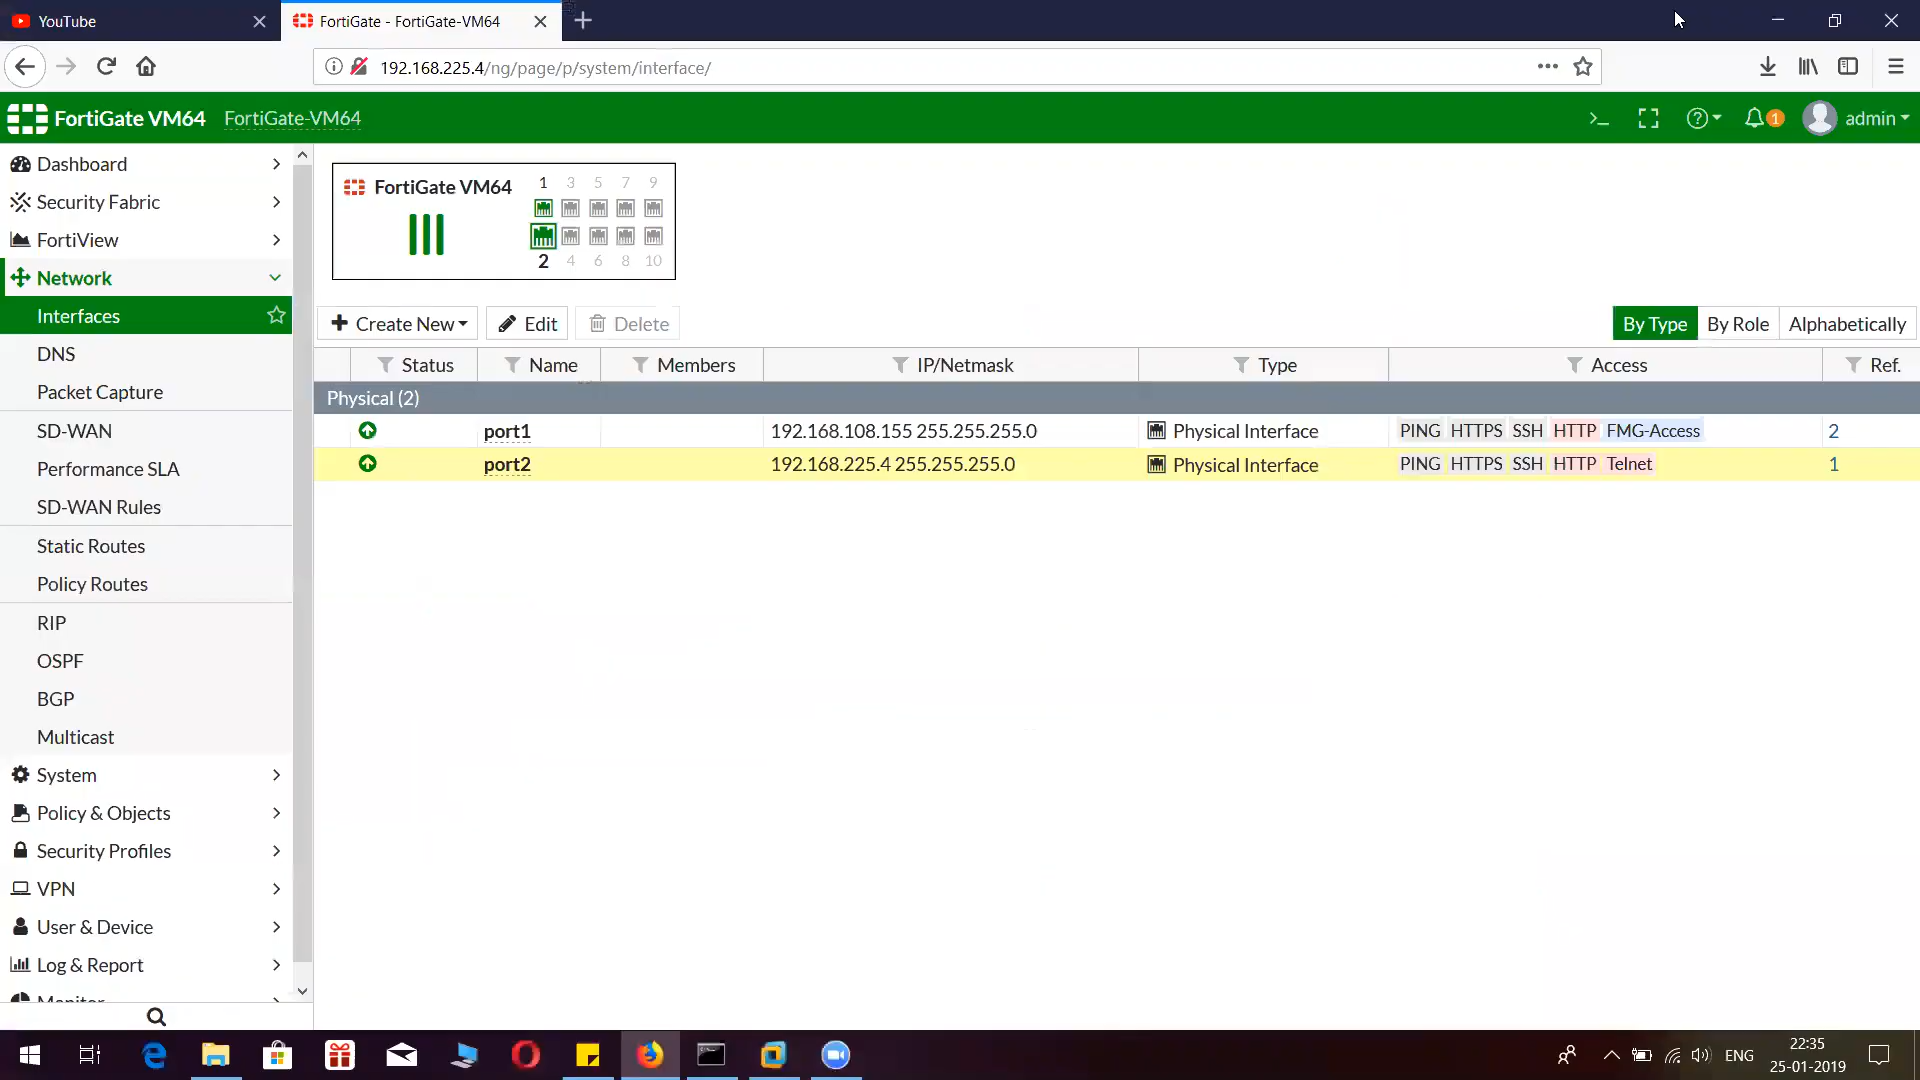 YouTube
FortiGate - FortiGate-VM64
192.168.225.4/ng/page/p/system/interface/
FortiGate VM64
FortiGate-VM64
1
admin
Dashboard
Security Fabric
FortiView
Network
Interfaces
DNS
Packet Capture
SD-WAN
Performance SLA
SD-WAN Rules
Static Routes
Policy Routes
RIP
OSPF
BGP
Multicast
System
Policy & Objects
Security Profiles
VPN
User & Device
Log & Report
Monitor
FortiGate VM64
1 3 5 7 9
2 4 6 8 10
Create New Edit Delete
By Type By Role Alphabetically
Status Name Members IP/Netmask Type Access Ref.
Physical (2)
port1 192.168.108.155 255.255.255.0 Physical Interface PING HTTPS SSH HTTP FMG-Access 2
port2 192.168.225.4 255.255.255.0 Physical Interface PING HTTPS SSH HTTP Telnet 1
ENG
22:35
25-01-2019